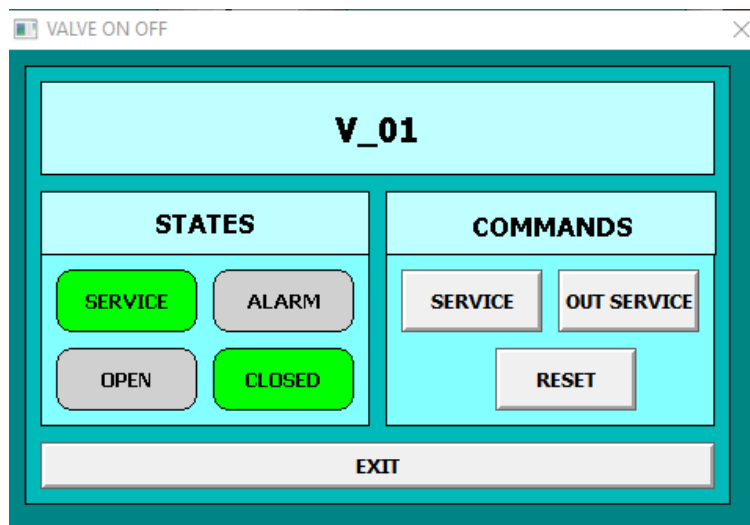 VALVE ON OFF
V_01
STATES
COMMANDS
SERVICE
ALARM
SERVICE
OUT SERVICE
OPEN
CLOSED
RESET
EXIT